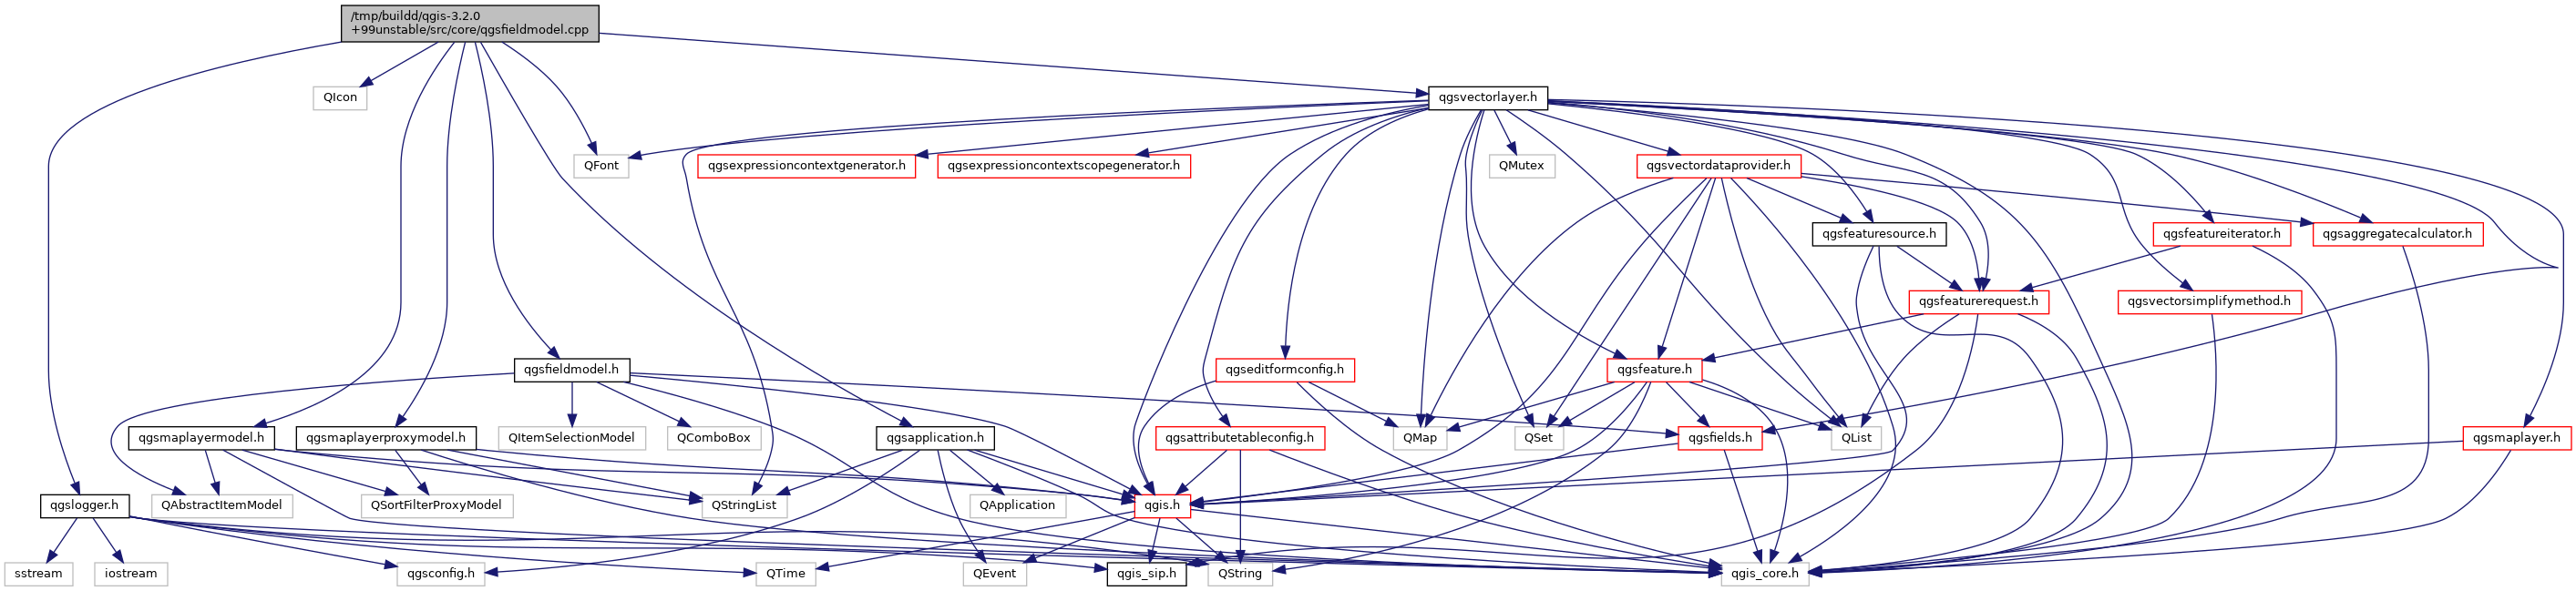 /tmp/buildd/qgis-3.2.0
+99unstable/src/core/qgsfieldmodel.cpp
QIcon
qgsvectorlayer.h
QFont
qgsexpressioncontextgenerator.h
qgsexpressioncontextscopegenerator.h
QMutex
qgsvectordataprovider.h
qgsfeaturesource.h
qgsfeatureiterator.h
qgsaggregatecalculator.h
qgsfeaturerequest.h
qgsvectorsimplifymethod.h
qgsfieldmodel.h
qgseditformconfig.h
qgsfeature.h
qgsmaplayermodel.h
qgsmaplayerproxymodel.h
QItemSelectionModel
QComboBox
qgsapplication.h
qgsattributetableconfig.h
QMap
QSet
qgsfields.h
QList
qgsmaplayer.h
qgslogger.h
QAbstractItemModel
QSortFilterProxyModel
QStringList
QApplication
qgis.h
sstream
iostream
qgsconfig.h
QTime
QEvent
qgis_sip.h
QString
qgis_core.h